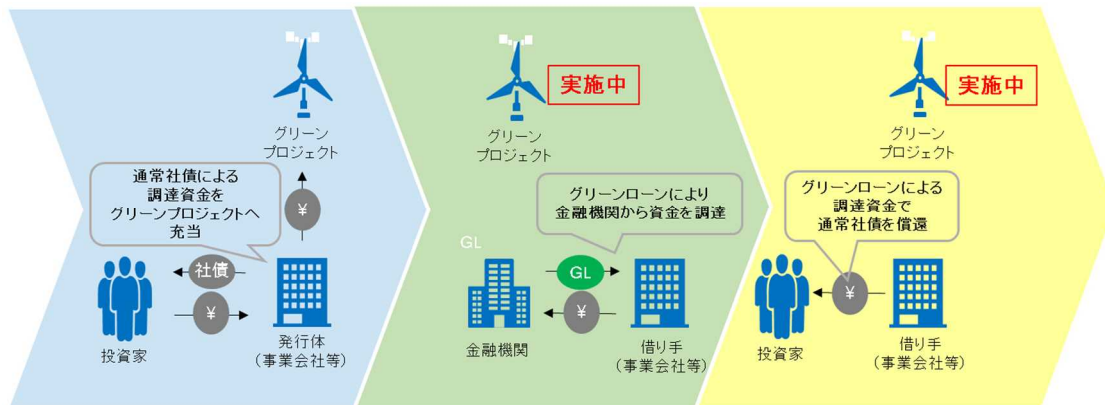 グリーン
プロジェクト
通常社債による
調達資金を
グリーンプロジェクトへ
充当
¥
社債
¥
投資家
発行体
(事業会社等)
実施中
グリーン
プロジェクト
グリーンローンにより
金融機関から資金を調達
GL
GL
¥
金融機関
借り手
(事業会社等)
実施中
グリーン
プロジェクト
グリーンローンによる
調達資金で
通常社債を償還
¥
投資家
借り手
(事業会社等)